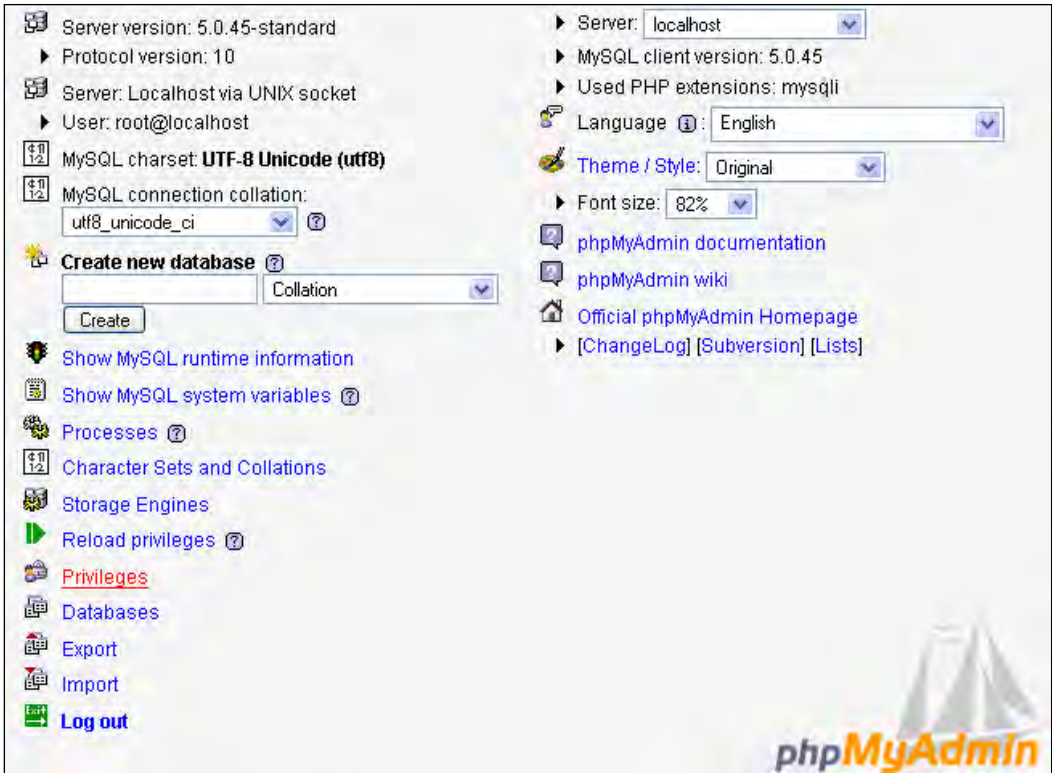 Server version: 5.0.45-standard
Protocol version: 10
Server: Localhost via UNIX socket
User: root@localhost
MySQL charset: UTF-8 Unicode (utf8)
MySQL connection collation:
utf8_unicode_ci
Create new database
Collation
Create
Show MySQL runtime information
Show MySQL system variables
Processes
Character Sets and Collations
Storage Engines
Reload privileges
Privileges
Databases
Export
Import
Exit
Log out
Server: localhost
MySQL client version: 5.0.45
Used PHP extensions: mysqli
Language : English
Theme / Style: Original
Font size: 82%
phpMyAdmin documentation
phpMyAdmin wiki
Official phpMyAdmin Homepage
[ChangeLog] [Subversion] [Lists]
phpMyAdmin